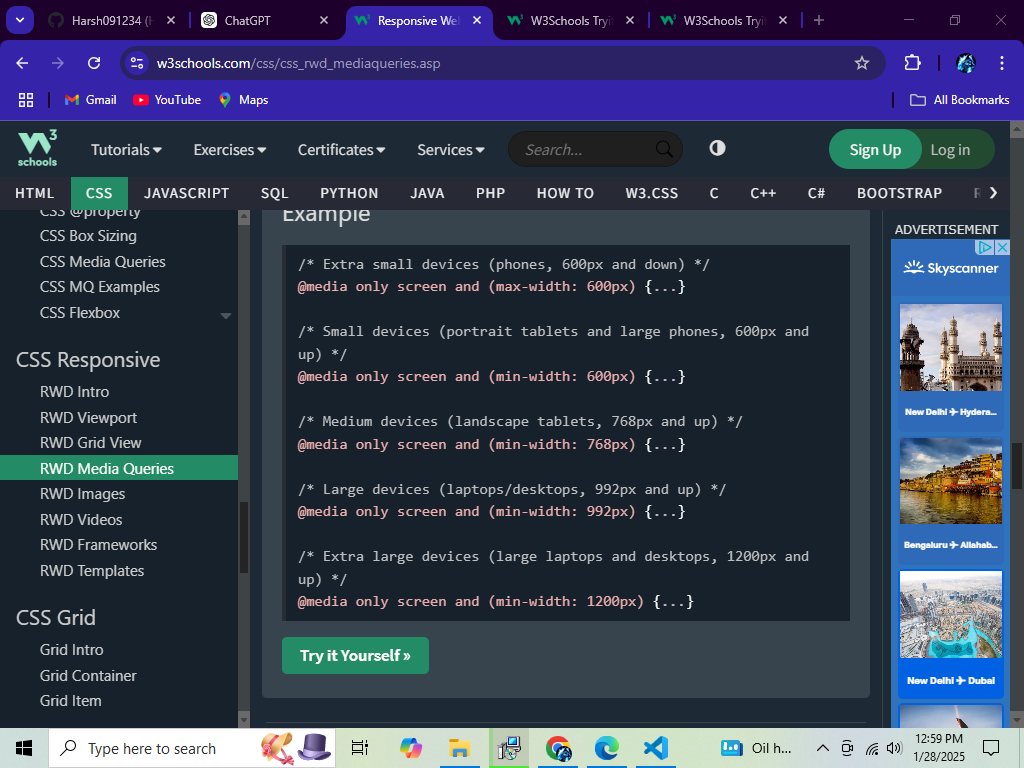 Harsh091234 (H
ChatGPT
Responsive We
W3Schools Tryi
W3Schools Tryi
w3schools.com/css/css_rwd_mediaqueries.asp
Gmail
YouTube
Maps
All Bookmarks
W3
schools
Tutorials
Exercises
Certificates
Services
Search...
Sign Up
Log in
HTML
CSS
JAVASCRIPT
SQL
PYTHON
JAVA
PHP
HOW TO
W3.CSS
C
C++
C#
BOOTSTRAP
CSS @property
CSS Box Sizing
CSS Media Queries
CSS MQ Examples
CSS Flexbox
CSS Responsive
RWD Intro
RWD Viewport
RWD Grid View
RWD Media Queries
RWD Images
RWD Videos
RWD Frameworks
RWD Templates
CSS Grid
Grid Intro
Grid Container
Grid Item
Example
/* Extra small devices (phones, 600px and down) */
@media only screen and (max-width: 600px) {...}
/* Small devices (portrait tablets and large phones, 600px and
up) */
@media only screen and (min-width: 600px) {...}
/* Medium devices (landscape tablets, 768px and up) */
@media only screen and (min-width: 768px) {...}
/* Large devices (laptops/desktops, 992px and up) */
@media only screen and (min-width: 992px) {...}
/* Extra large devices (large laptops and desktops, 1200px and
up) */
@media only screen and (min-width: 1200px) {...}
Try it Yourself »
ADVERTISEMENT
Skyscanner
New Delhi ✈ Hydera...
Bengaluru ✈ Allahab...
New Delhi ✈ Dubai
Type here to search
Oil h...
12:59 PM
1/28/2025